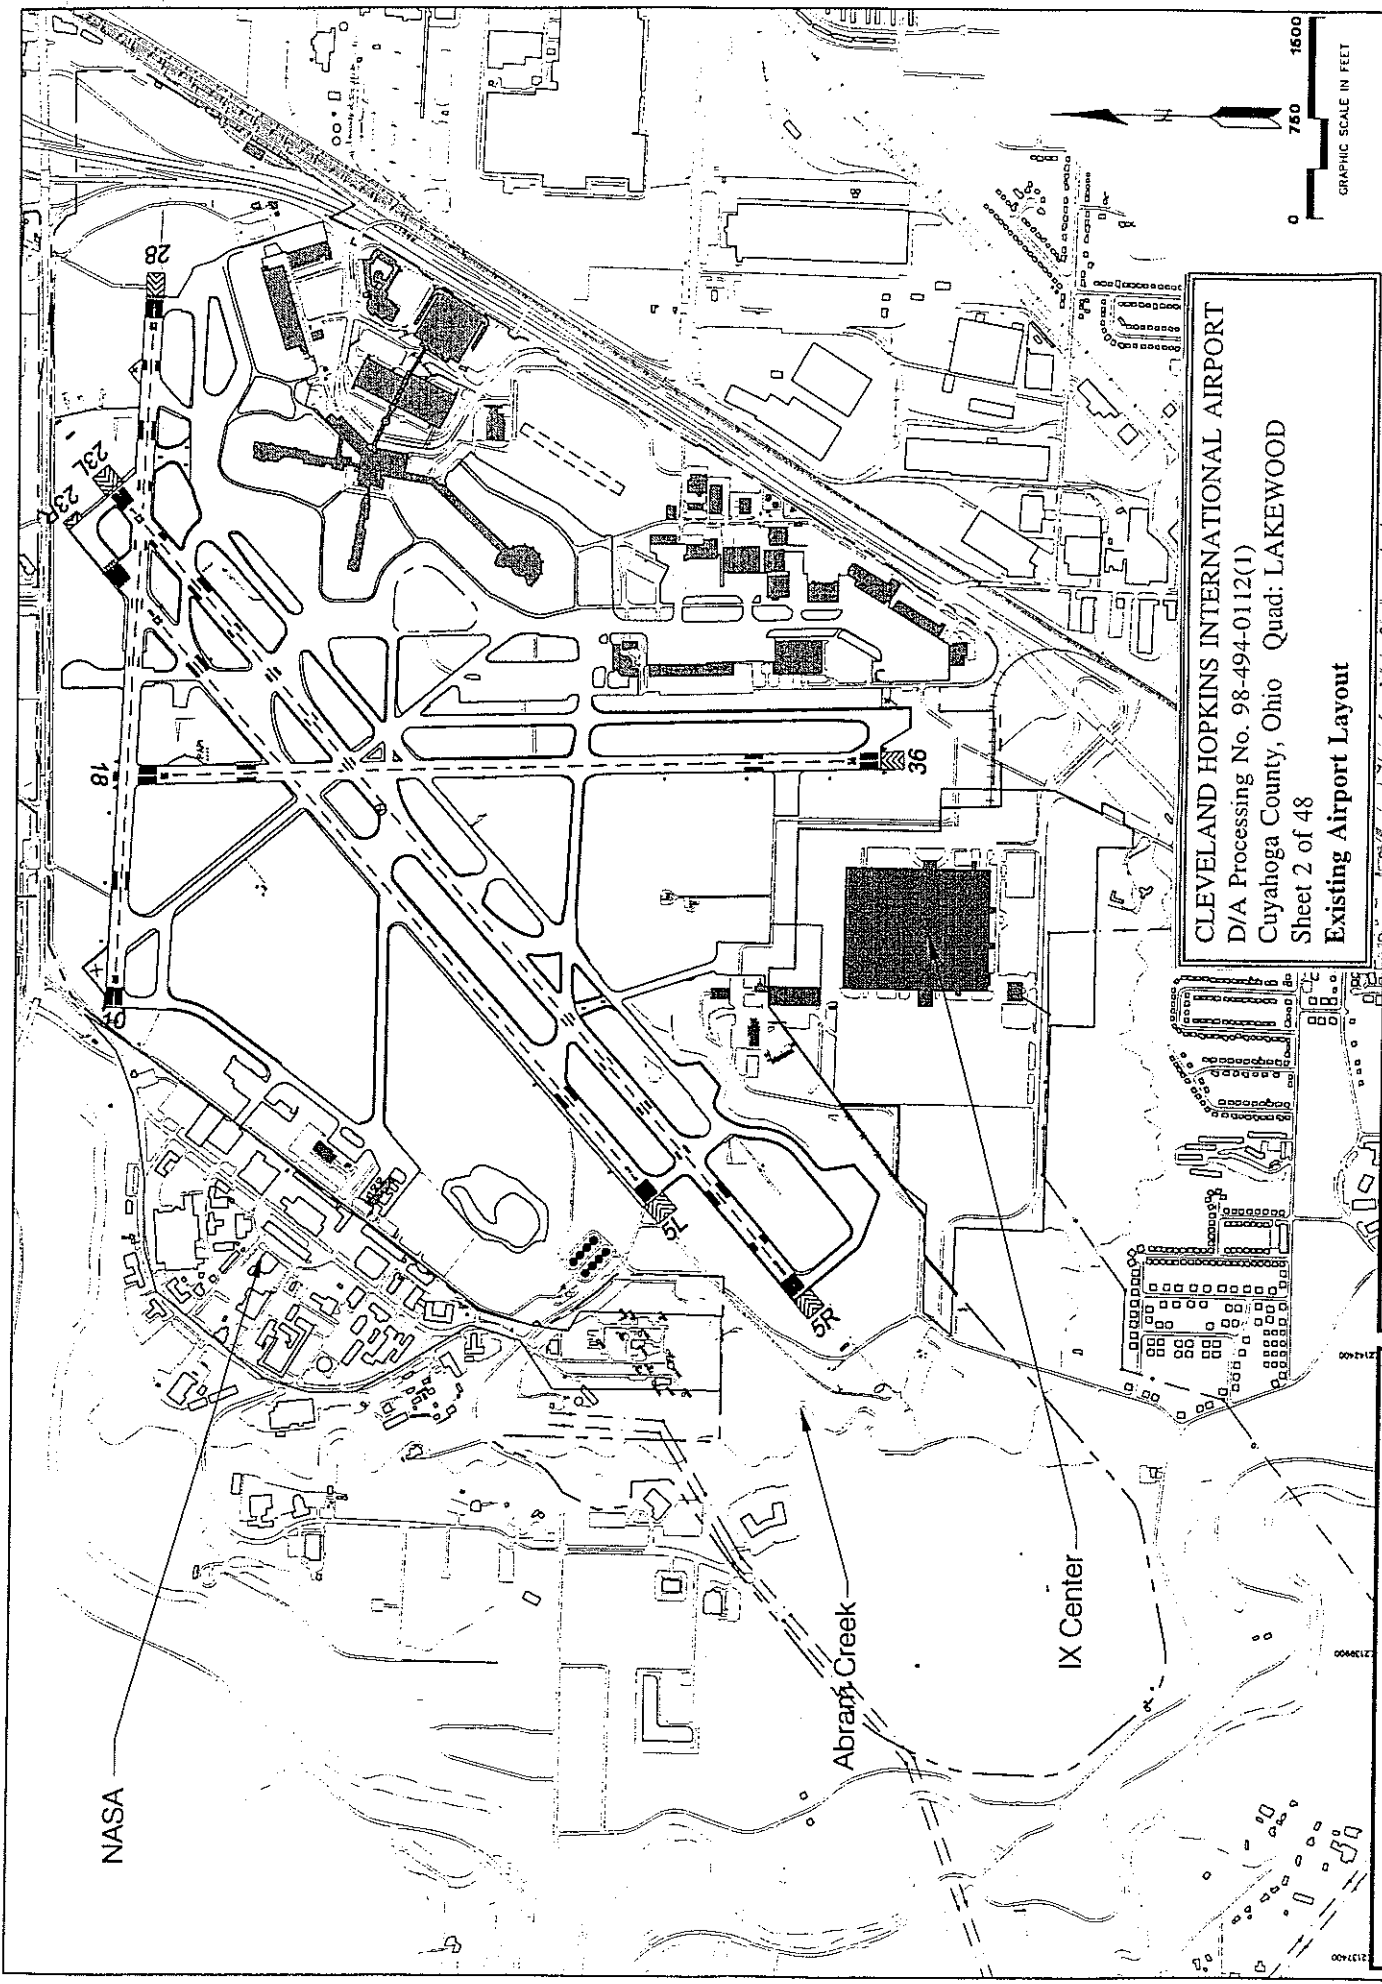 CLEVELAND HOPKINS INTERNATIONAL AIRPORT
D/A Processing No. 98-494-0112(1)
Cuyahoga County, Ohio Quad: LAKEWOOD
Sheet 2 of 48
Existing Airport Layout
NASA
Abram Creek
IX Center
10
28
18
36
23R
23L
5L
5R
N
0
750
1500
GRAPHIC SCALE IN FEET